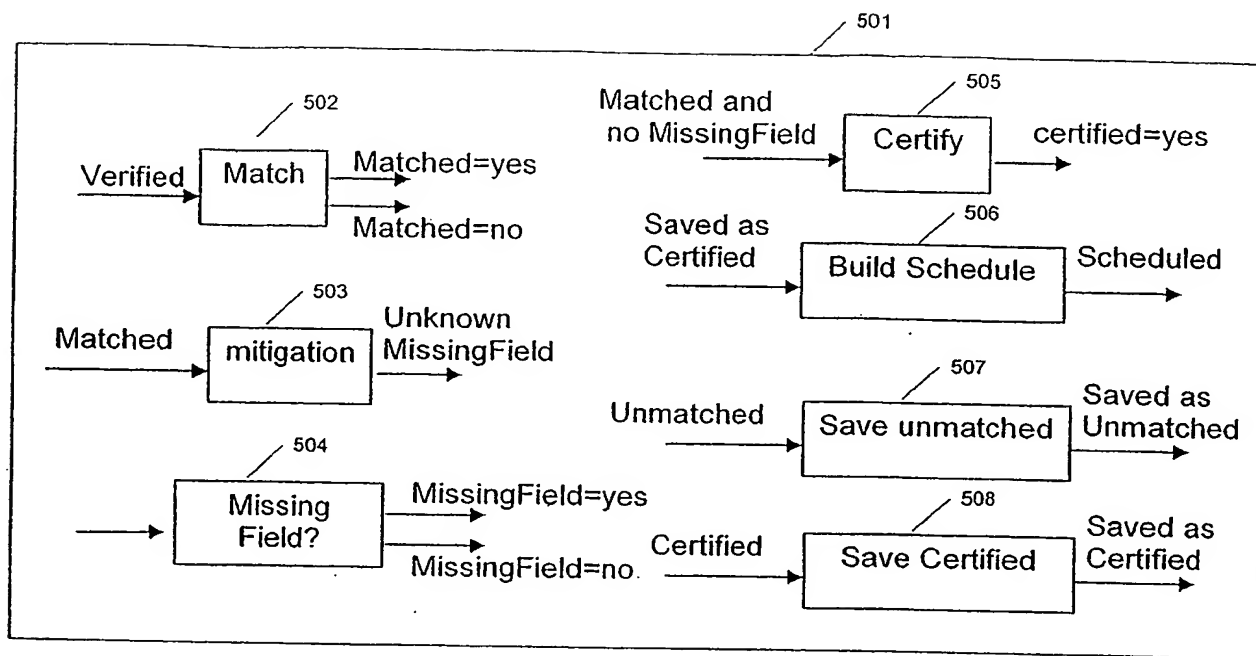 501
502
Verified
Match
Matched=yes
Matched=no
503
Matched
mitigation
Unknown
MissingField
504
Missing
Field?
MissingField=yes
MissingField=no
505
Matched and
no MissingField
Certify
certified=yes
506
Saved as
Certified
Build Schedule
Scheduled
507
Unmatched
Save unmatched
Saved as
Unmatched
508
Certified
Save Certified
Saved as
Certified